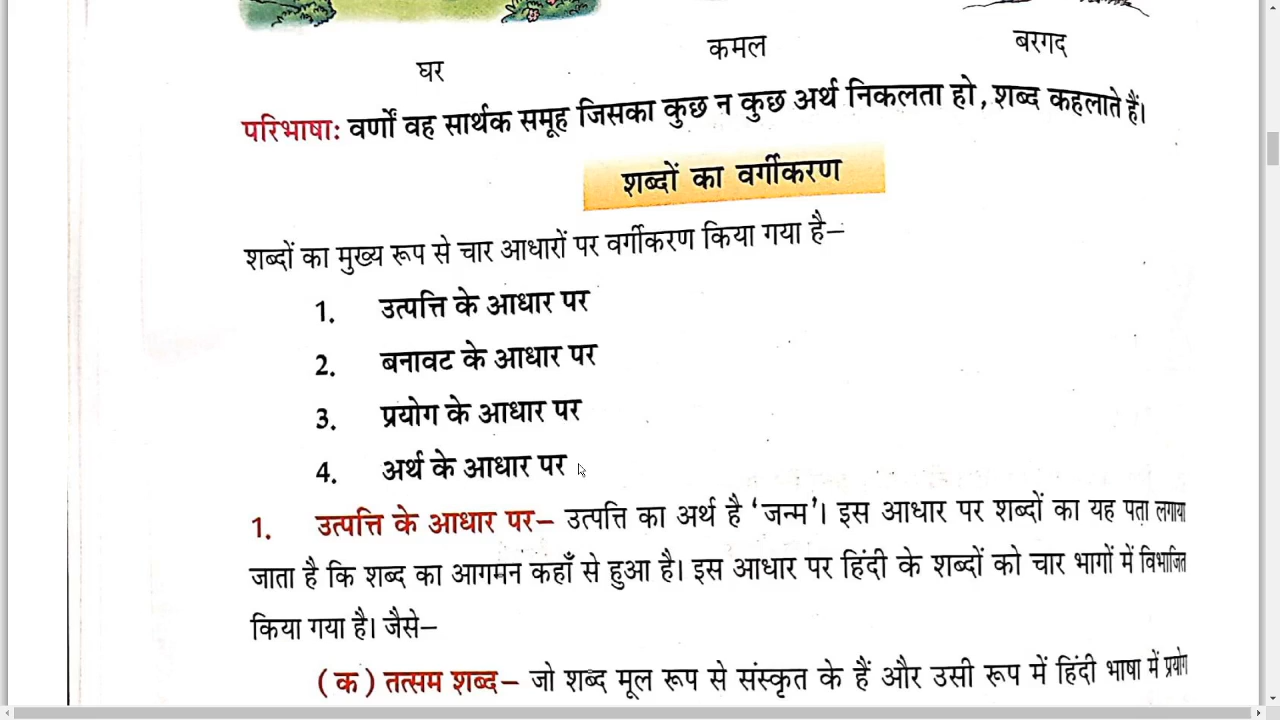 घर
कमल
बरगद
परिभाषा: वर्णों वह सार्थक समूह जिसका कुछ न कुछ अर्थ निकलता हो, शब्द कहलाते हैं।
शब्दों का वर्गीकरण
शब्दों का मुख्य रूप से चार आधारों पर वर्गीकरण किया गया है–
1. उत्पत्ति के आधार पर
2. बनावट के आधार पर
3. प्रयोग के आधार पर
4. अर्थ के आधार पर
1. उत्पत्ति के आधार पर– उत्पत्ति का अर्थ है ‘जन्म’। इस आधार पर शब्दों का यह पता लगाया
जाता है कि शब्द का आगमन कहाँ से हुआ है। इस आधार पर हिंदी के शब्दों को चार भागों में विभाजित
किया गया है। जैसे–
(क) तत्सम शब्द– जो शब्द मूल रूप से संस्कृत के हैं और उसी रूप में हिंदी भाषा में प्रयोग